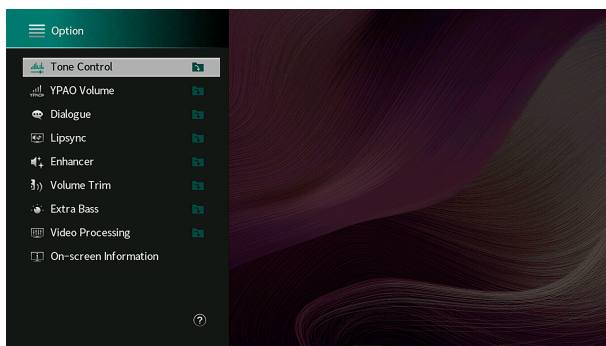 Option
Tone Control
YPAO Volume
Dialogue
Lipsync
Enhancer
Volume Trim
Extra Bass
Video Processing
On-screen Information
?